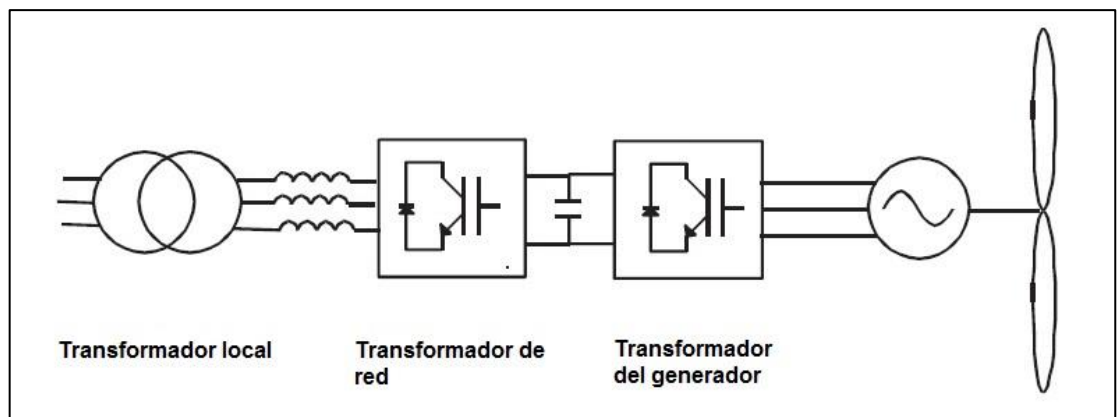 Transformador local
Transformador de
red
Transformador
del generador